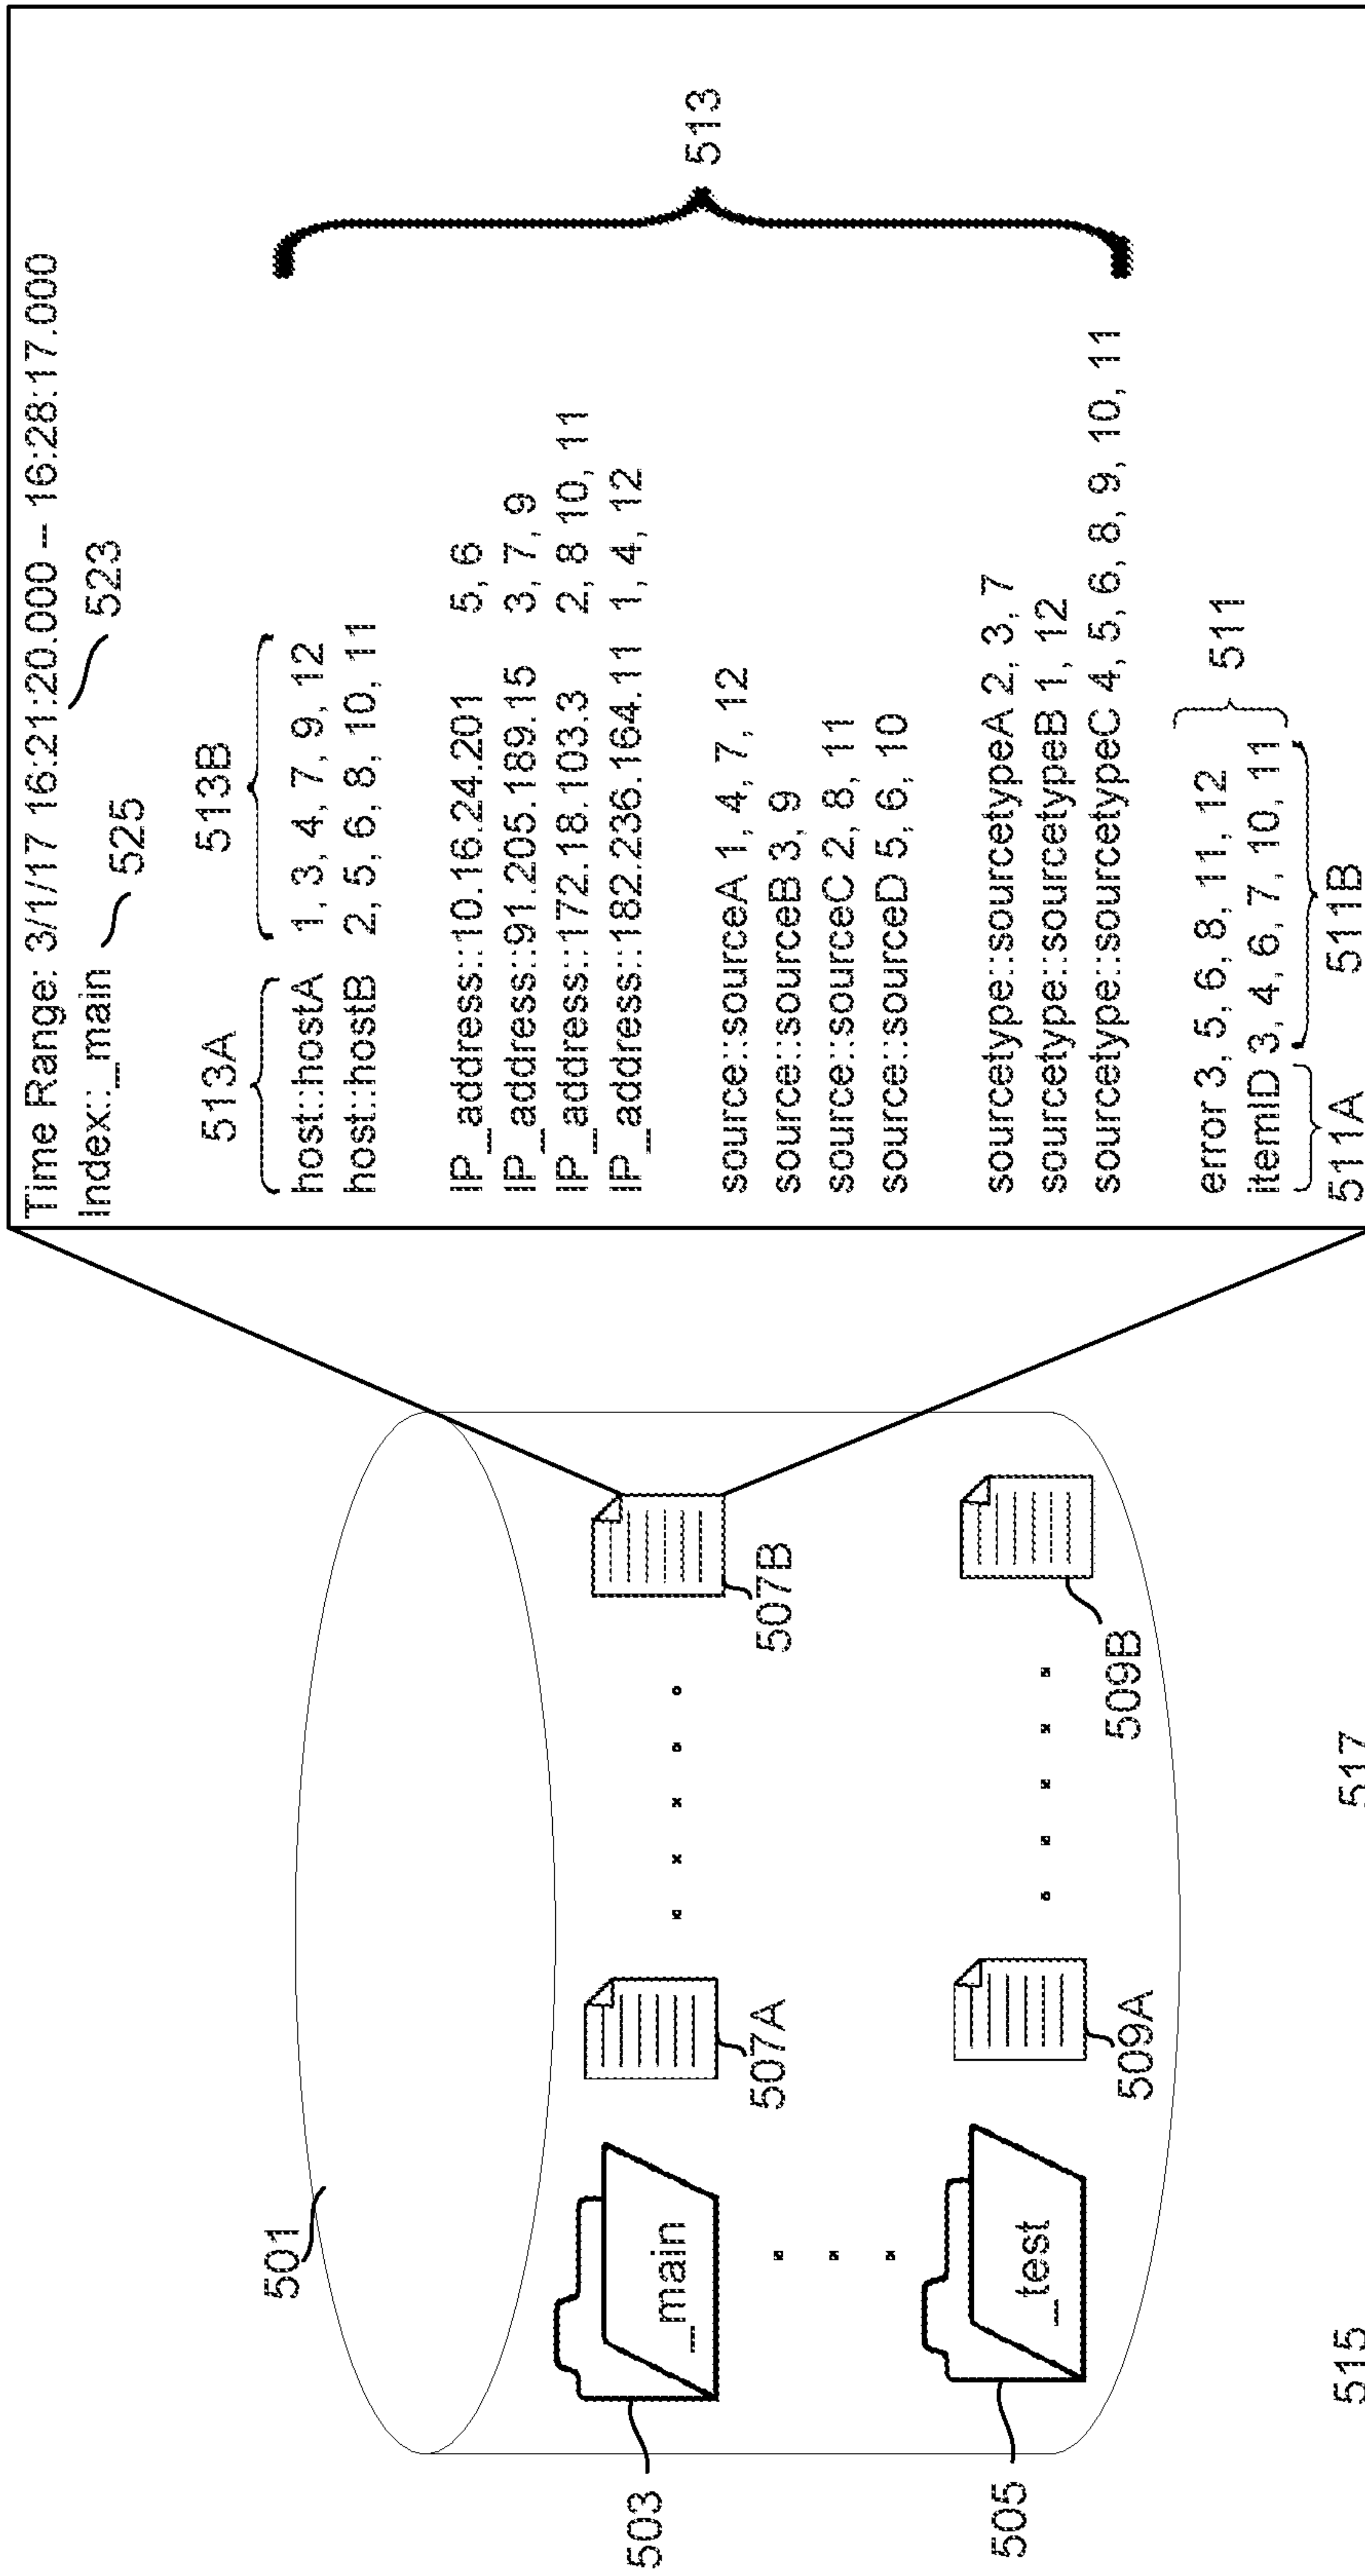 501
503
_main
507A
507B
505
_test
509A
509B
515
517
Time Range: 3/1/17 16:21:20.000 -- 16:28:17.000
Index::_main
525
523
513A
513B
host::hostA 1, 3, 4, 7, 9, 12
host::hostB 2, 5, 6, 8, 10, 11
IP_address::10.16.24.201 5, 6
IP_address::91.205.189.15 3, 7, 9
IP_address::172.18.103.3 2, 8 10, 11
IP_address::182.236.164.11 1, 4, 12
513
source::sourceA 1, 4, 7, 12
source::sourceB 3, 9
source::sourceC 2, 8, 11
source::sourceD 5, 6, 10
sourcetype::sourcetypeA 2, 3, 7
sourcetype::sourcetypeB 1, 12
sourcetype::sourcetypeC 4, 5, 6, 8, 9, 10, 11
error 3, 5, 6, 8, 11, 12
itemID 3, 4, 6, 7, 10, 11
511
511A
511B